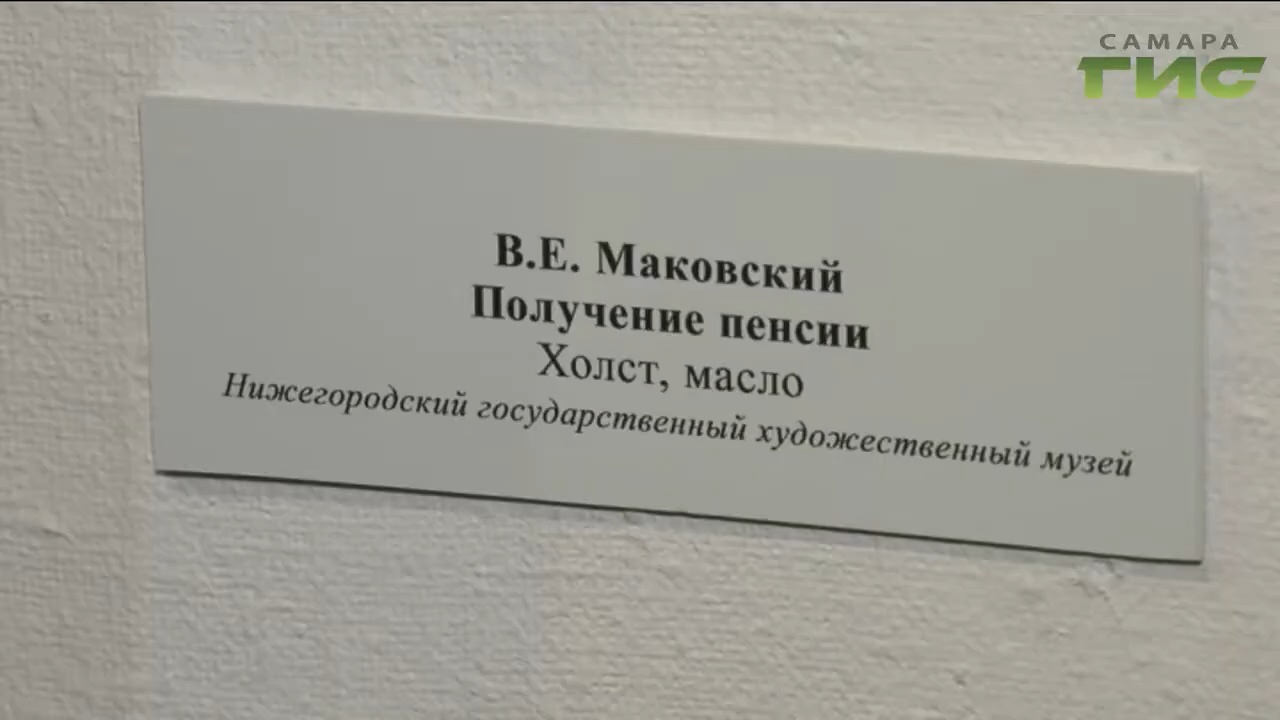 САМАРА
ГИС
В.Е. Маковский
Получение пенсии
Холст, масло
Нижегородский государственный художественный музей